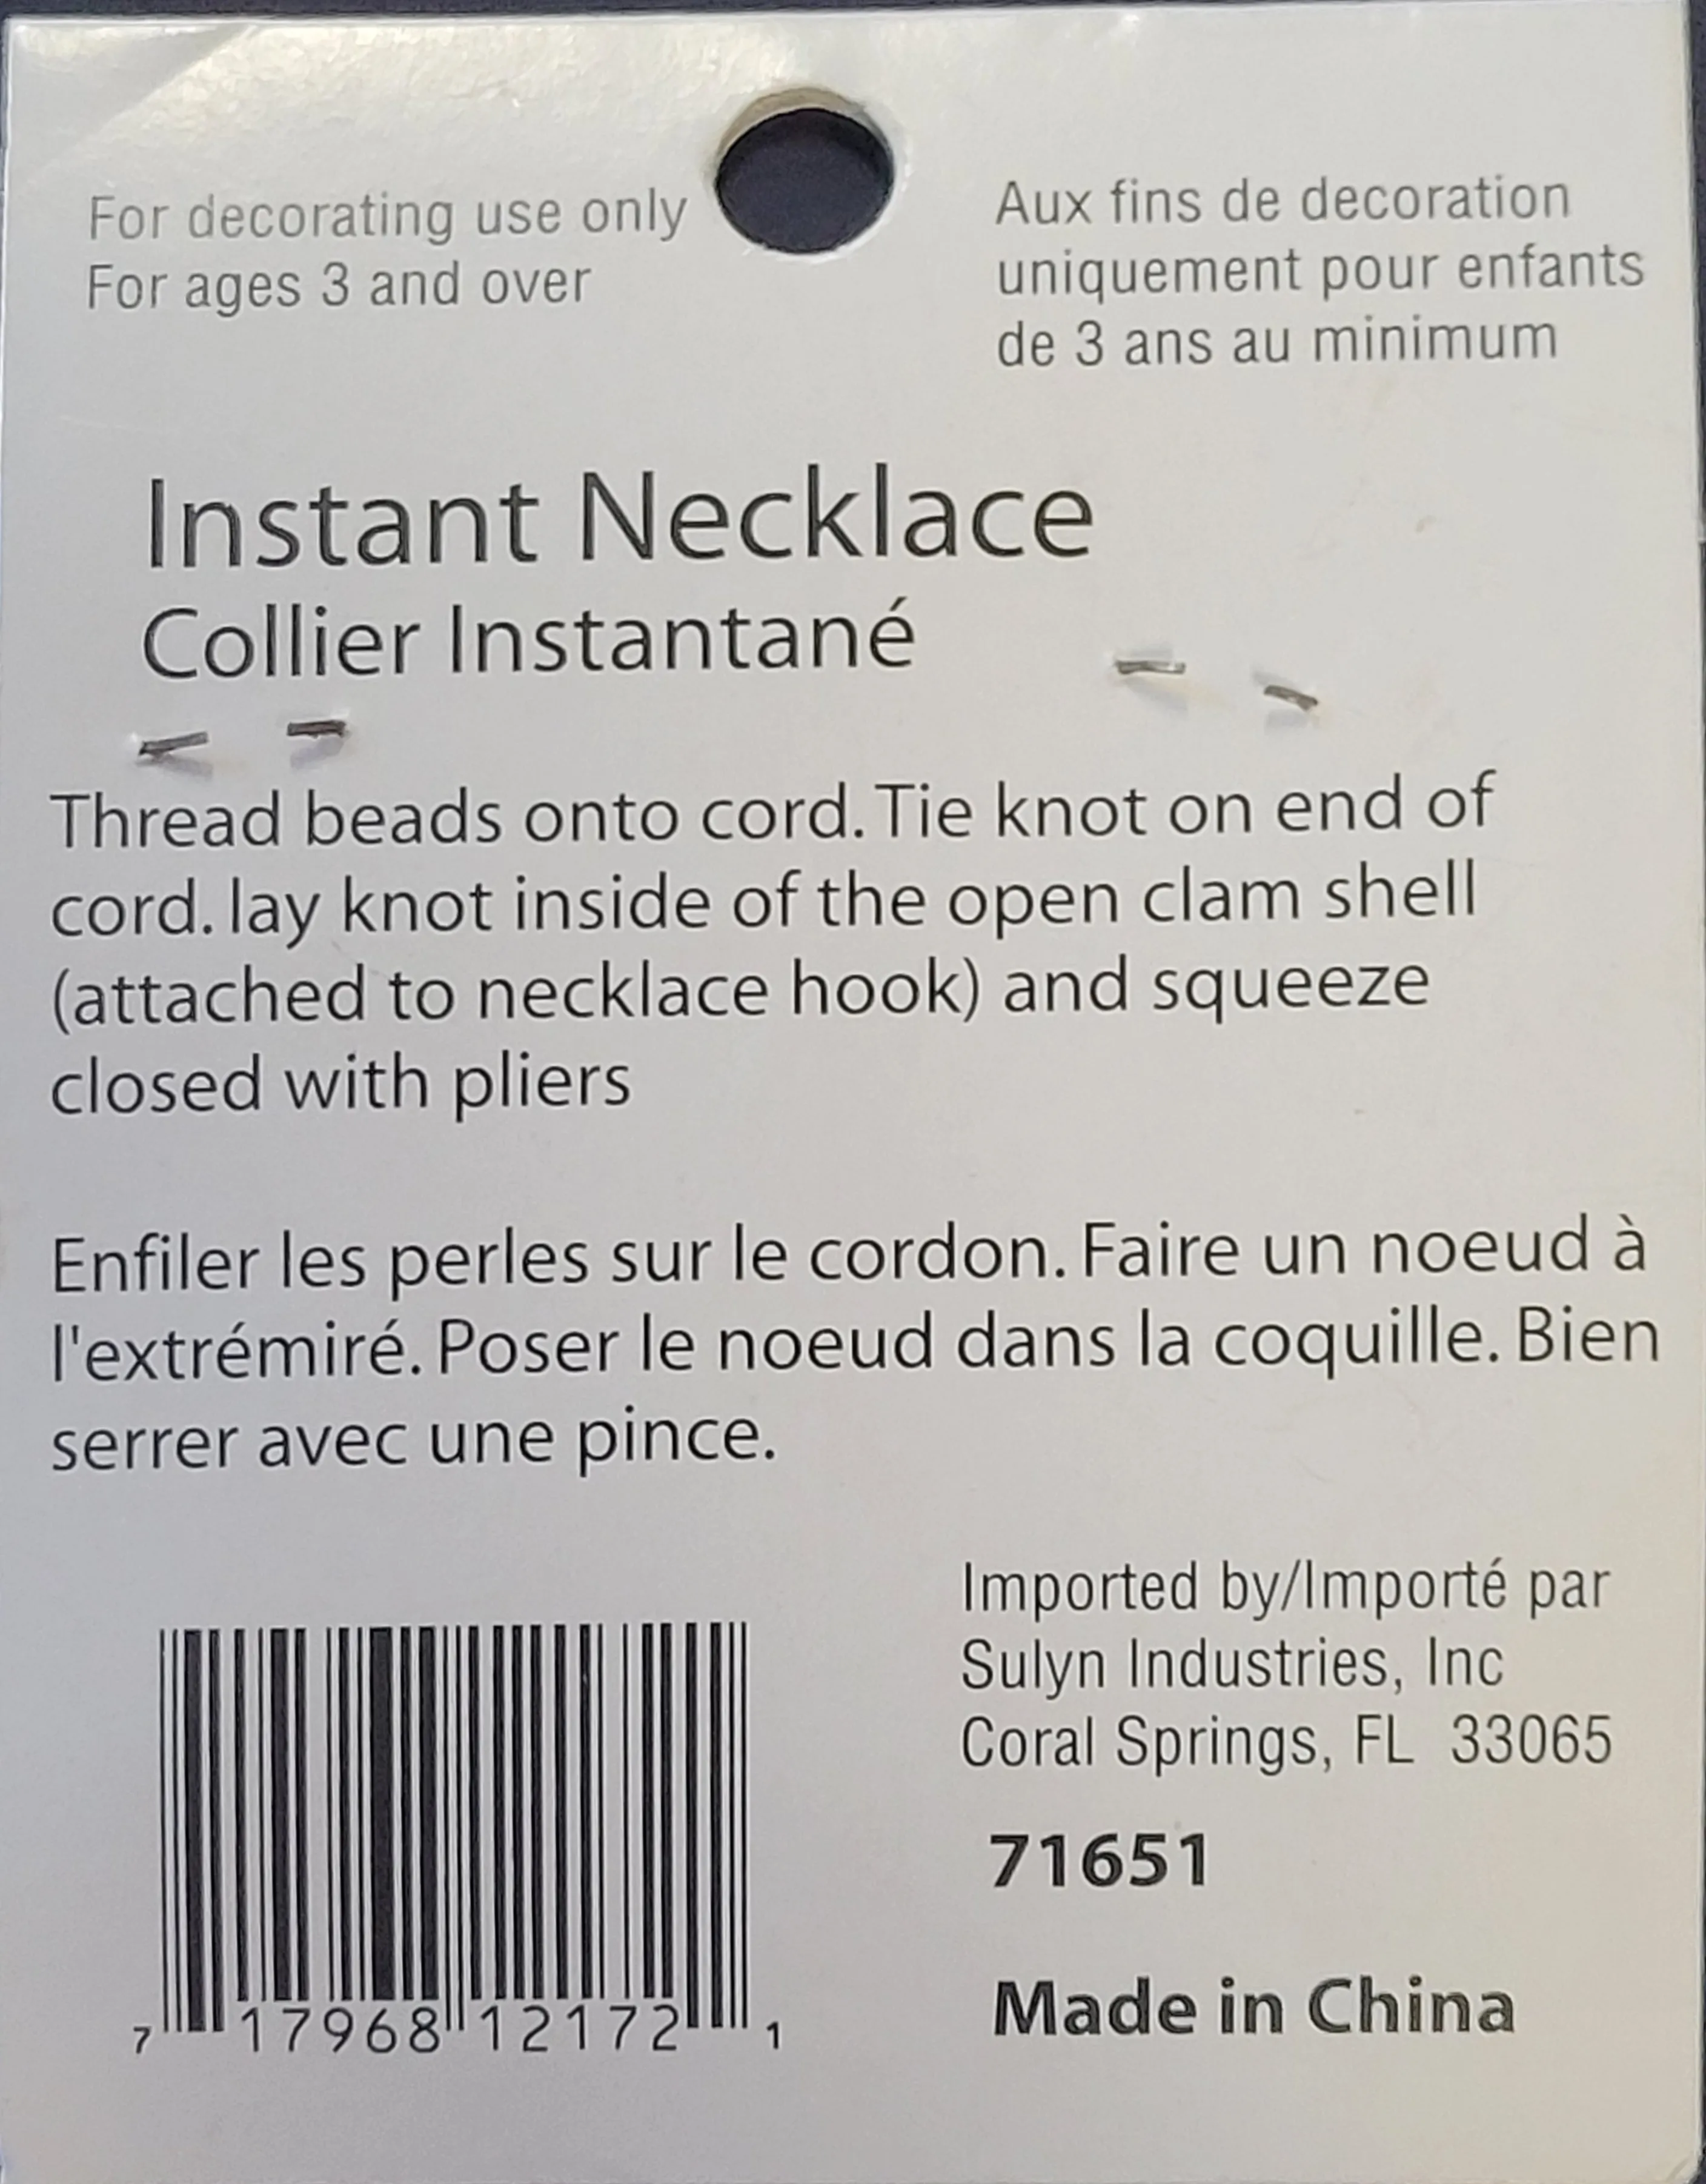 For decorating use only
For ages 3 and over
Aux fins de decoration
uniquement pour enfants
de 3 ans au minimum
Instant Necklace
Collier Instantané
Thread beads onto cord. Tie knot on end of
cord. lay knot inside of the open clam shell
(attached to necklace hook) and squeeze
closed with pliers
Enfiler les perles sur le cordon. Faire un noeud à
l'extrémiré. Poser le noeud dans la coquille. Bien
serrer avec une pince.
Imported by/Importé par
Sulyn Industries, Inc
Coral Springs, FL 33065
71651
Made in China
7 17968 12172 1